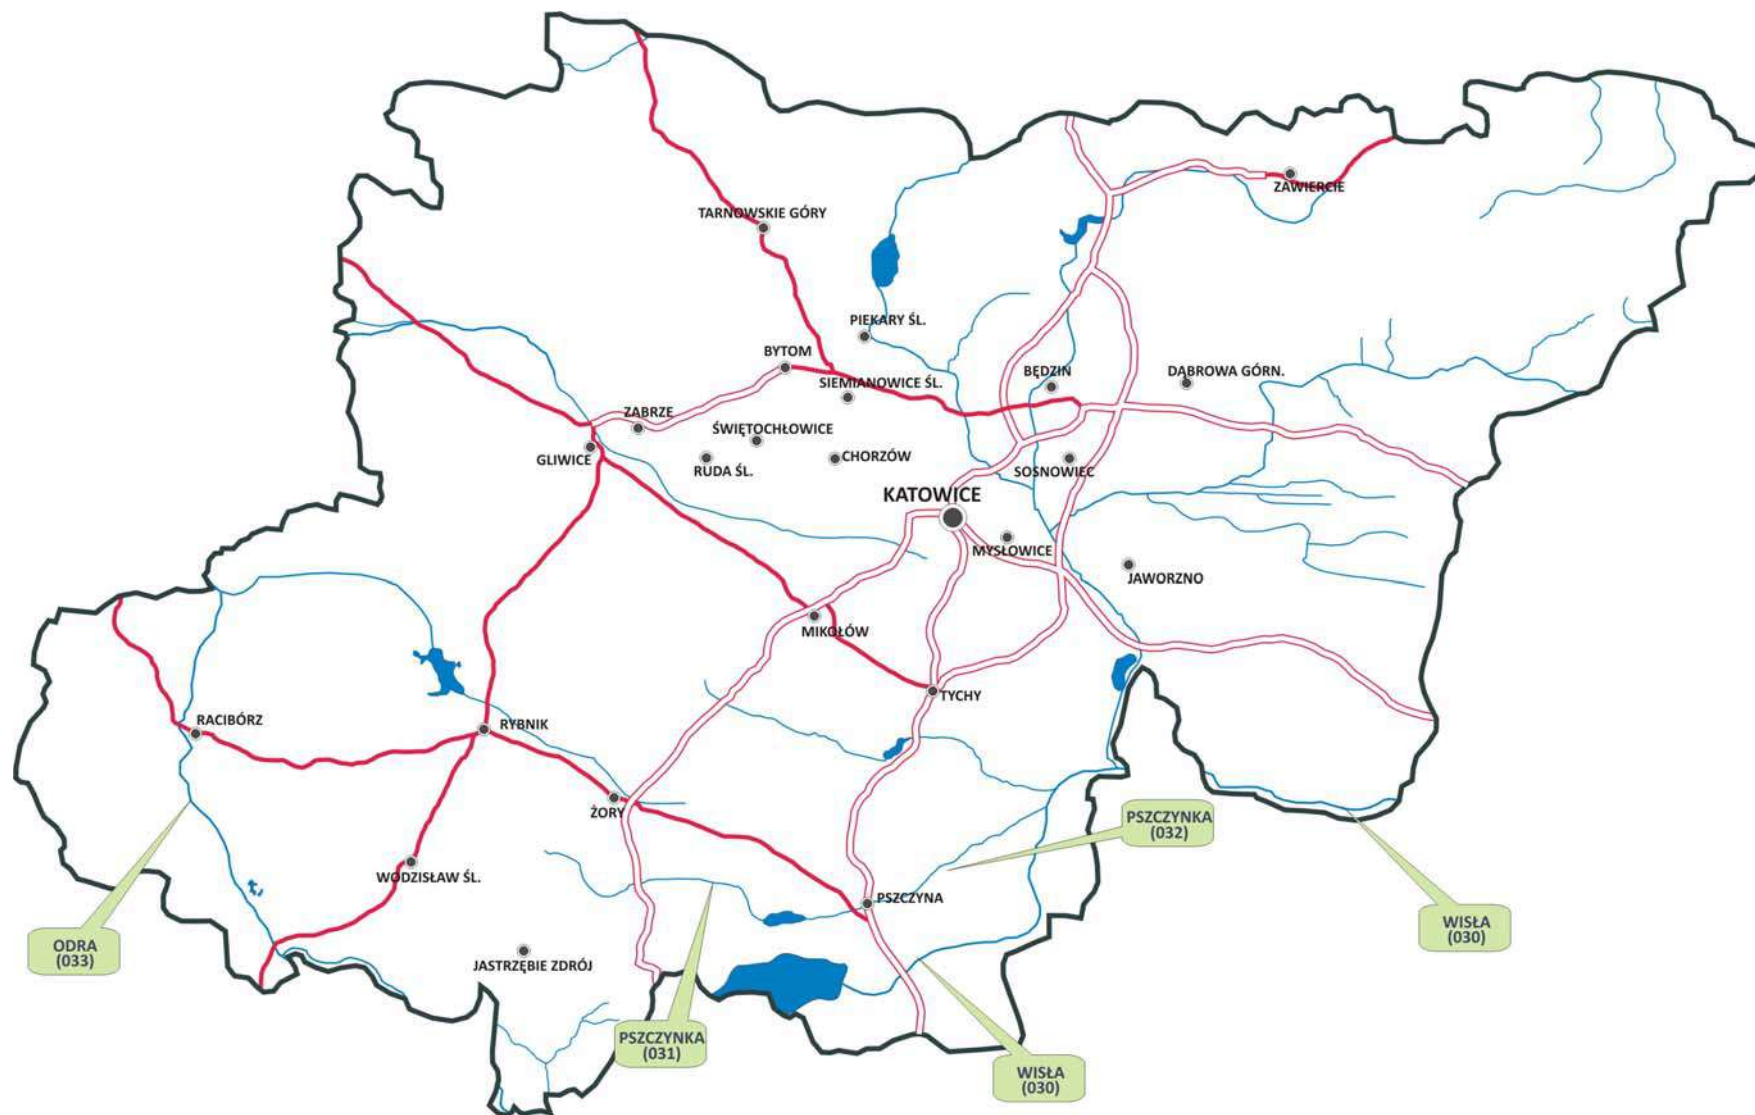 ZAWIERCIE
TARNOWSKIE GÓRY
PIEKARY ŚL.
BYTOM
SIEMIANOWICE ŚL.
BĘDZIN
DĄBROWA GÓRN.
ZABRZE
ŚWIĘTOCHŁOWICE
GLIWICE
RUDA ŚL.
CHORZÓW
SOSNOWIEC
KATOWICE
MYSŁOWICE
JAWORZNO
MIKOŁÓW
TYCHY
RACIBÓRZ
RYBNIK
ŻORY
PSZCZYNKA
(032)
WODZISŁAW ŚL.
PSZCZYNA
WISŁA
(030)
ODRA
(033)
JASTRZĘBIE ZDRÓJ
PSZCZYNKA
(031)
WISŁA
(030)